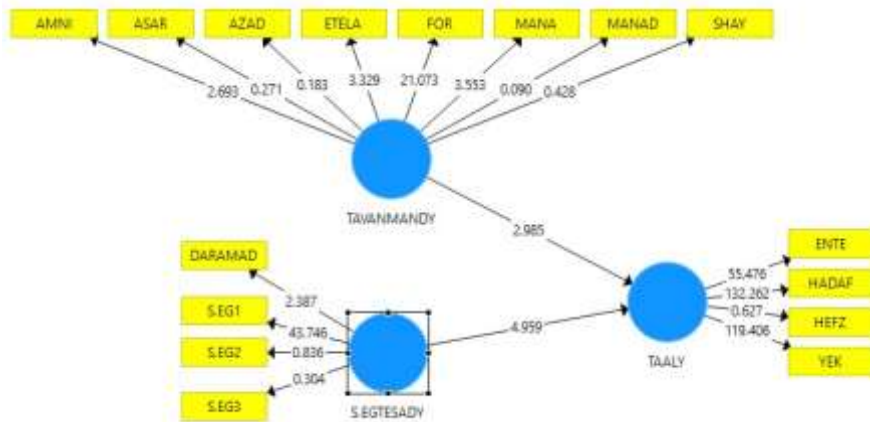 AMNI ASAR AZAD ETELA FOR MANA MANAD SHAY
2.693 0.271 0.183 3.329 21.073 3.553 0.090 0.428
TAVANMANDY
2.985
DARAMAD
S.EG1
S.EG2
S.EG3
2.387
43.746
0.836
0.304
S.EGTESADY
4.959
TAALY
55.476
132.262
0.627
119.406
ENTE
HADAF
HEFZ
YEK